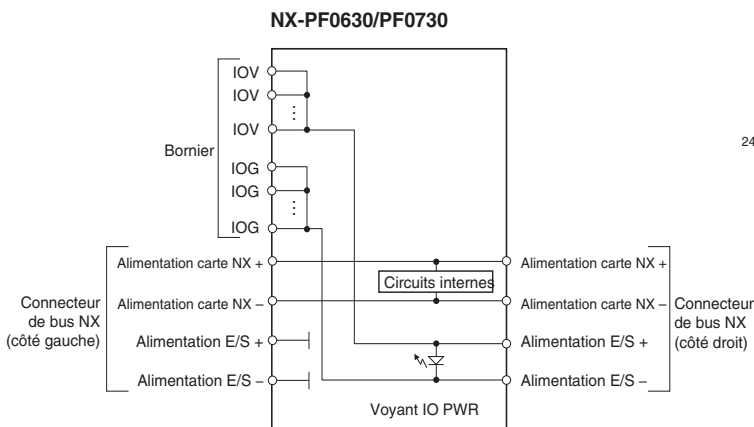 NX-PF0630/PF0730
IOV
IOV
IOV
Bornier
IOG
IOG
IOG
24
Alimentation carte NX +
Alimentation carte NX –
Alimentation E/S +
Alimentation E/S –
Connecteur
de bus NX
(côté gauche)
Circuits internes
Voyant IO PWR
Alimentation carte NX +
Alimentation carte NX –
Alimentation E/S +
Alimentation E/S –
Connecteur
de bus NX
(côté droit)